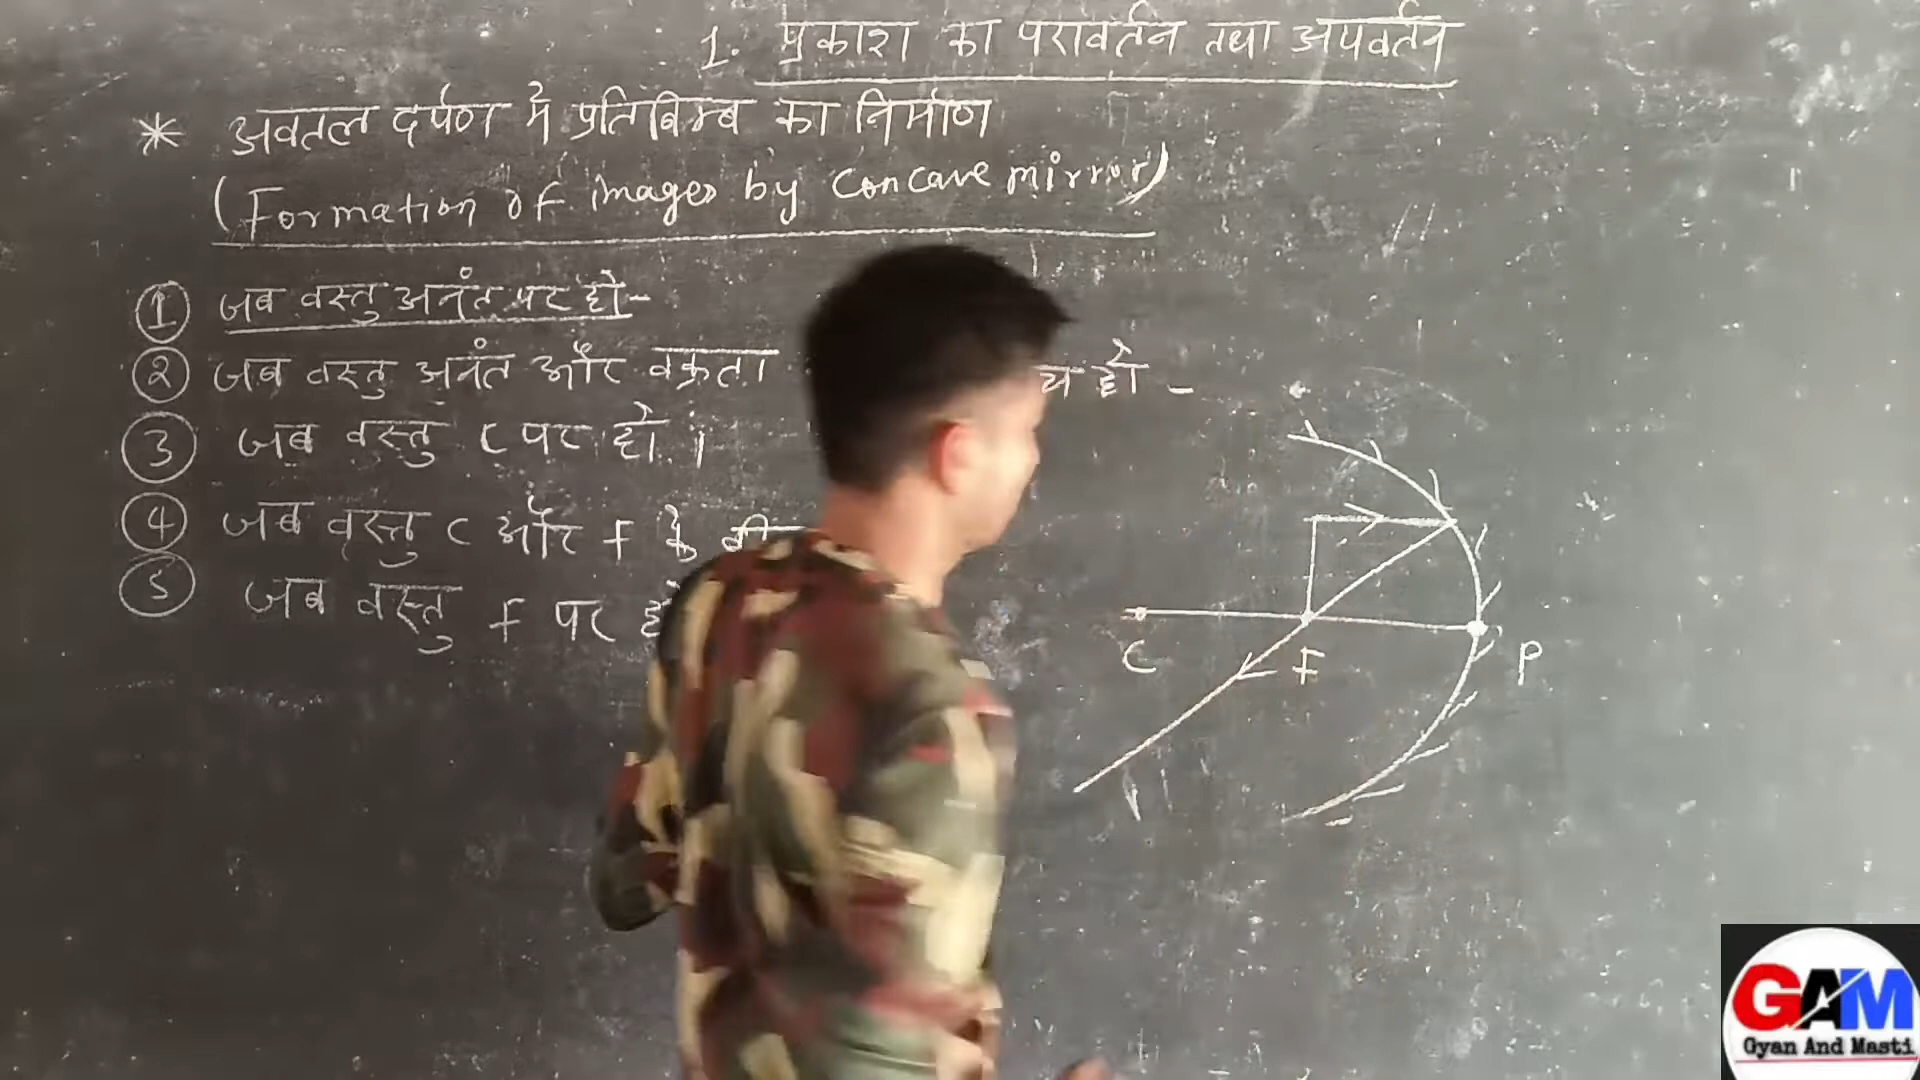 1. प्रकाश का परावर्तन तथा अपवर्तन
* अवतल दर्पण में प्रतिबिम्ब का निर्माण
(Formation of images by concave mirror)
① जब वस्तु अनंत पर हो-
② जब वस्तु अनंत और वक्रता हो -
③ जब वस्तु C पर हो।
④ जब वस्तु C और F के
⑤ जब वस्तु F पर
C F P
GAM
Gyan And Masti